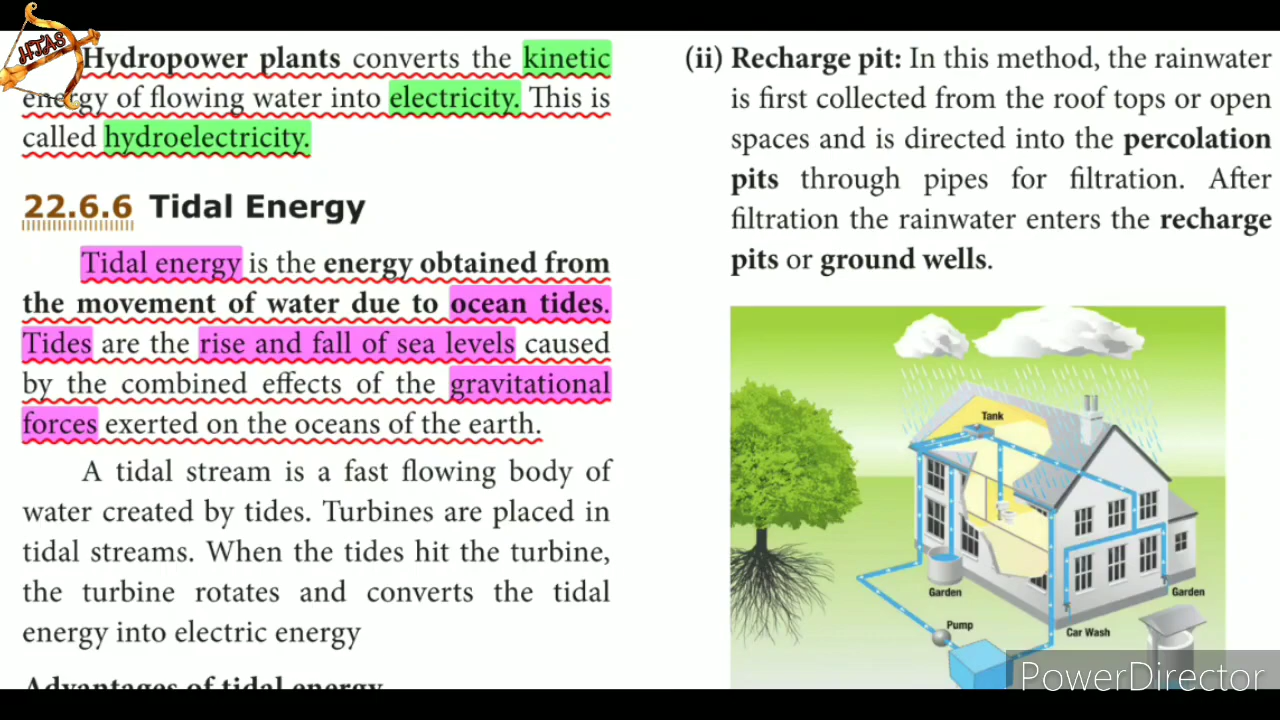 HTAS
Hydropower plants converts the kinetic
energy of flowing water into electricity. This is
called hydroelectricity.
22.6.6 Tidal Energy
Tidal energy is the energy obtained from
the movement of water due to ocean tides.
Tides are the rise and fall of sea levels caused
by the combined effects of the gravitational
forces exerted on the oceans of the earth.
A tidal stream is a fast flowing body of
water created by tides. Turbines are placed in
tidal streams. When the tides hit the turbine,
the turbine rotates and converts the tidal
energy into electric energy
Advantages of tidal energy
(ii) Recharge pit: In this method, the rainwater
is first collected from the roof tops or open
spaces and is directed into the percolation
pits through pipes for filtration. After
filtration the rainwater enters the recharge
pits or ground wells.
Tank
Garden
Garden
Pump
Car Wash
PowerDirector